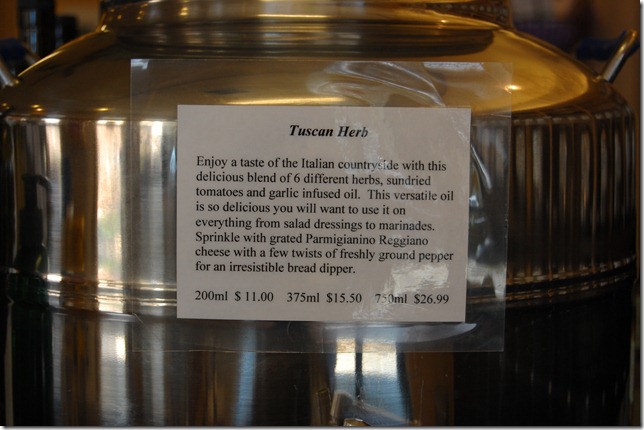 Tuscan Herb
Enjoy a taste of the Italian countryside with this
delicious blend of 6 different herbs, sundried
tomatoes and garlic infused oil. This versatile oil
is so delicious you will want to use it on
everything from salad dressings to marinades.
Sprinkle with grated Parmigianino Reggiano
cheese with a few twists of freshly ground pepper
for an irresistible bread dipper.
200ml $ 11.00 375ml $15.50 750ml $26.99